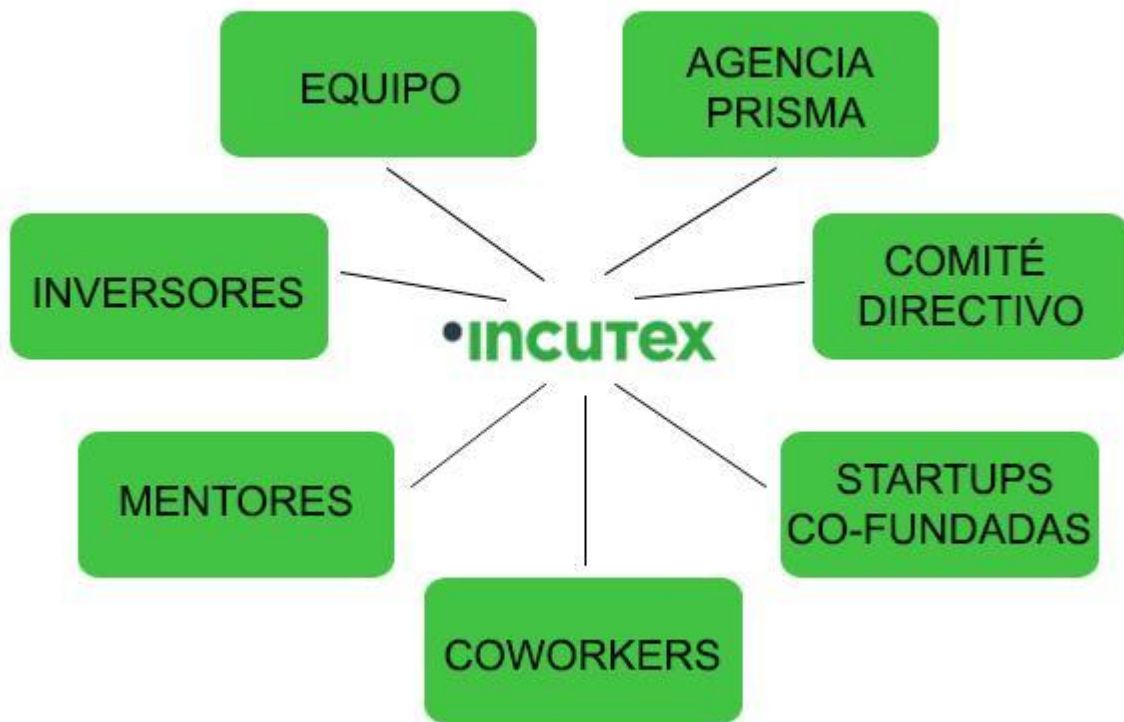 EQUIPO
AGENCIA
PRISMA
INVERSORES
COMITÉ
DIRECTIVO
INCUTEX
MENTORES
STARTUPS
CO-FUNDADAS
COWORKERS